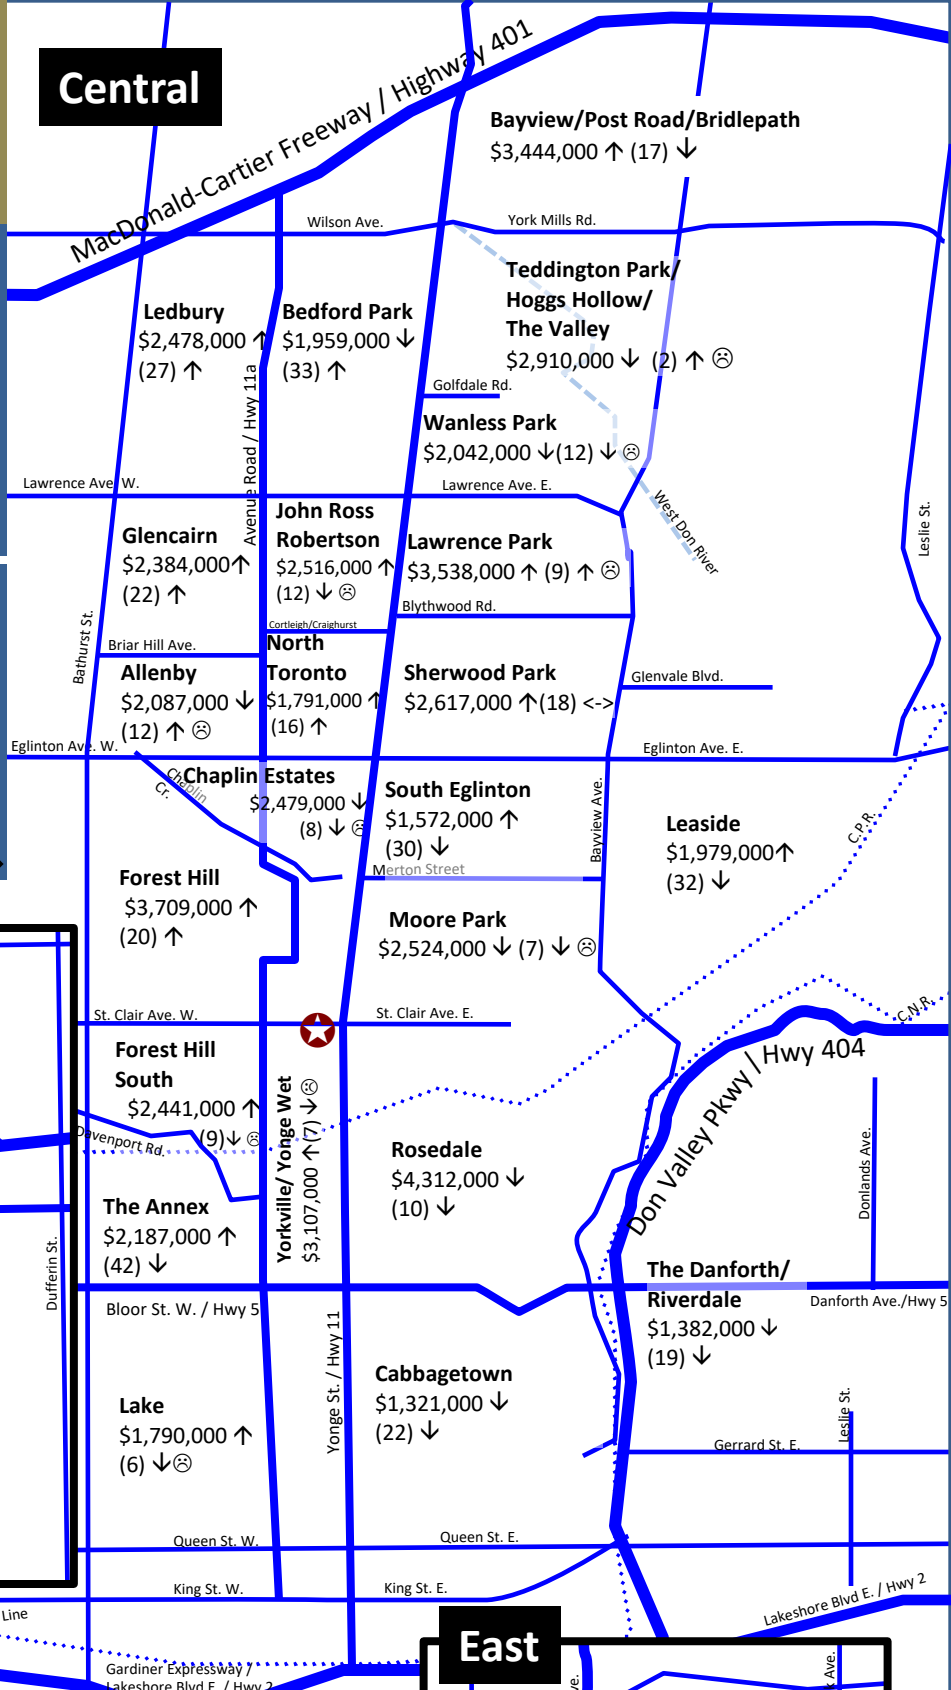 Central
MacDonald-Cartier Freeway / Highway 401
Bayview/Post Road/Bridlepath
$3,444,000 ↑ (17) ↓
Wilson Ave.
York Mills Rd.
Teddington Park/
Hoggs Hollow/
The Valley
$2,910,000 ↓ (2) ↑ ☹
Ledbury
$2,478,000 ↑
(27) ↑
Bedford Park
$1,959,000 ↓
(33) ↑
Avenue Road / Hwy 11a
Golfdale Rd.
Wanless Park
$2,042,000 ↓(12) ↓ ☹
Lawrence Ave. W.
Lawrence Ave. E.
West Don River
Leslie St.
Glencairn
$2,384,000↑
(22) ↑
John Ross
Robertson
$2,516,000 ↑
(12) ↓ ☹
Lawrence Park
$3,538,000 ↑ (9) ↑ ☹
Blythwood Rd.
Cortleigh/Craighurst
Bathurst St.
Briar Hill Ave.
Allenby
$2,087,000 ↓
(12) ↑ ☹
North
Toronto
$1,791,000 ↑
(16) ↑
Sherwood Park
$2,617,000 ↑(18) <->
Glenvale Blvd.
Eglinton Ave. W.
Eglinton Ave. E.
Chaplin
Cr.
Chaplin Estates
$2,479,000 ↓
(8) ↓ ☹
South Eglinton
$1,572,000 ↑
(30) ↓
Bayview Ave.
Merton Street
Leaside
$1,979,000↑
(32) ↓
C.P.R.
Forest Hill
$3,709,000 ↑
(20) ↑
Moore Park
$2,524,000 ↓ (7) ↓ ☹
St. Clair Ave. W.
St. Clair Ave. E.
C.N.R.
Don Valley Pkwy / Hwy 404
Forest Hill
South
$2,441,000 ↑
(9)↓ ☹
Davenport Rd.
Yorkville/ Yonge Wet
$3,107,000 ↑(7) ↓☹
Rosedale
$4,312,000 ↓
(10) ↓
Donlands Ave.
The Annex
$2,187,000 ↑
(42) ↓
Dufferin St.
Bloor St. W. / Hwy 5
The Danforth/
Riverdale
$1,382,000 ↓
(19) ↓
Danforth Ave./Hwy 5
Yonge St. / Hwy 11
Cabbagetown
$1,321,000 ↓
(22) ↓
Lake
$1,790,000 ↑
(6) ↓☹
Leslie St.
Gerrard St. E.
Queen St. W.
Queen St. E.
King St. W.
King St. E.
Line
Lakeshore Blvd E. / Hwy 2
East
Gardiner Expressway /
Lakeshore Blvd E. / Hwy 2
ve.
k Ave.